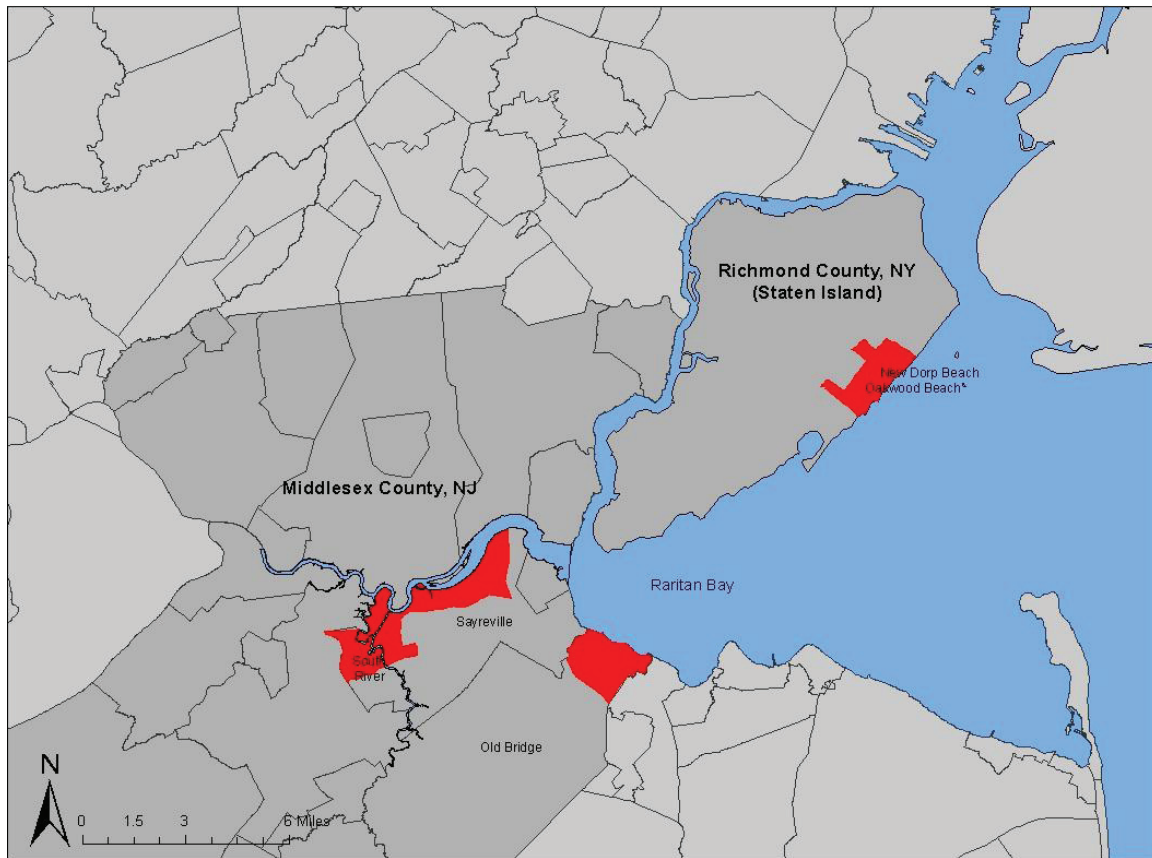 Richmond County, NY
(Staten Island)
New Dorp Beach
Oakwood Beach
Middlesex County, NJ
Raritan Bay
Sayreville
South
River
Old Bridge
N
0 1.5 3 6 Miles